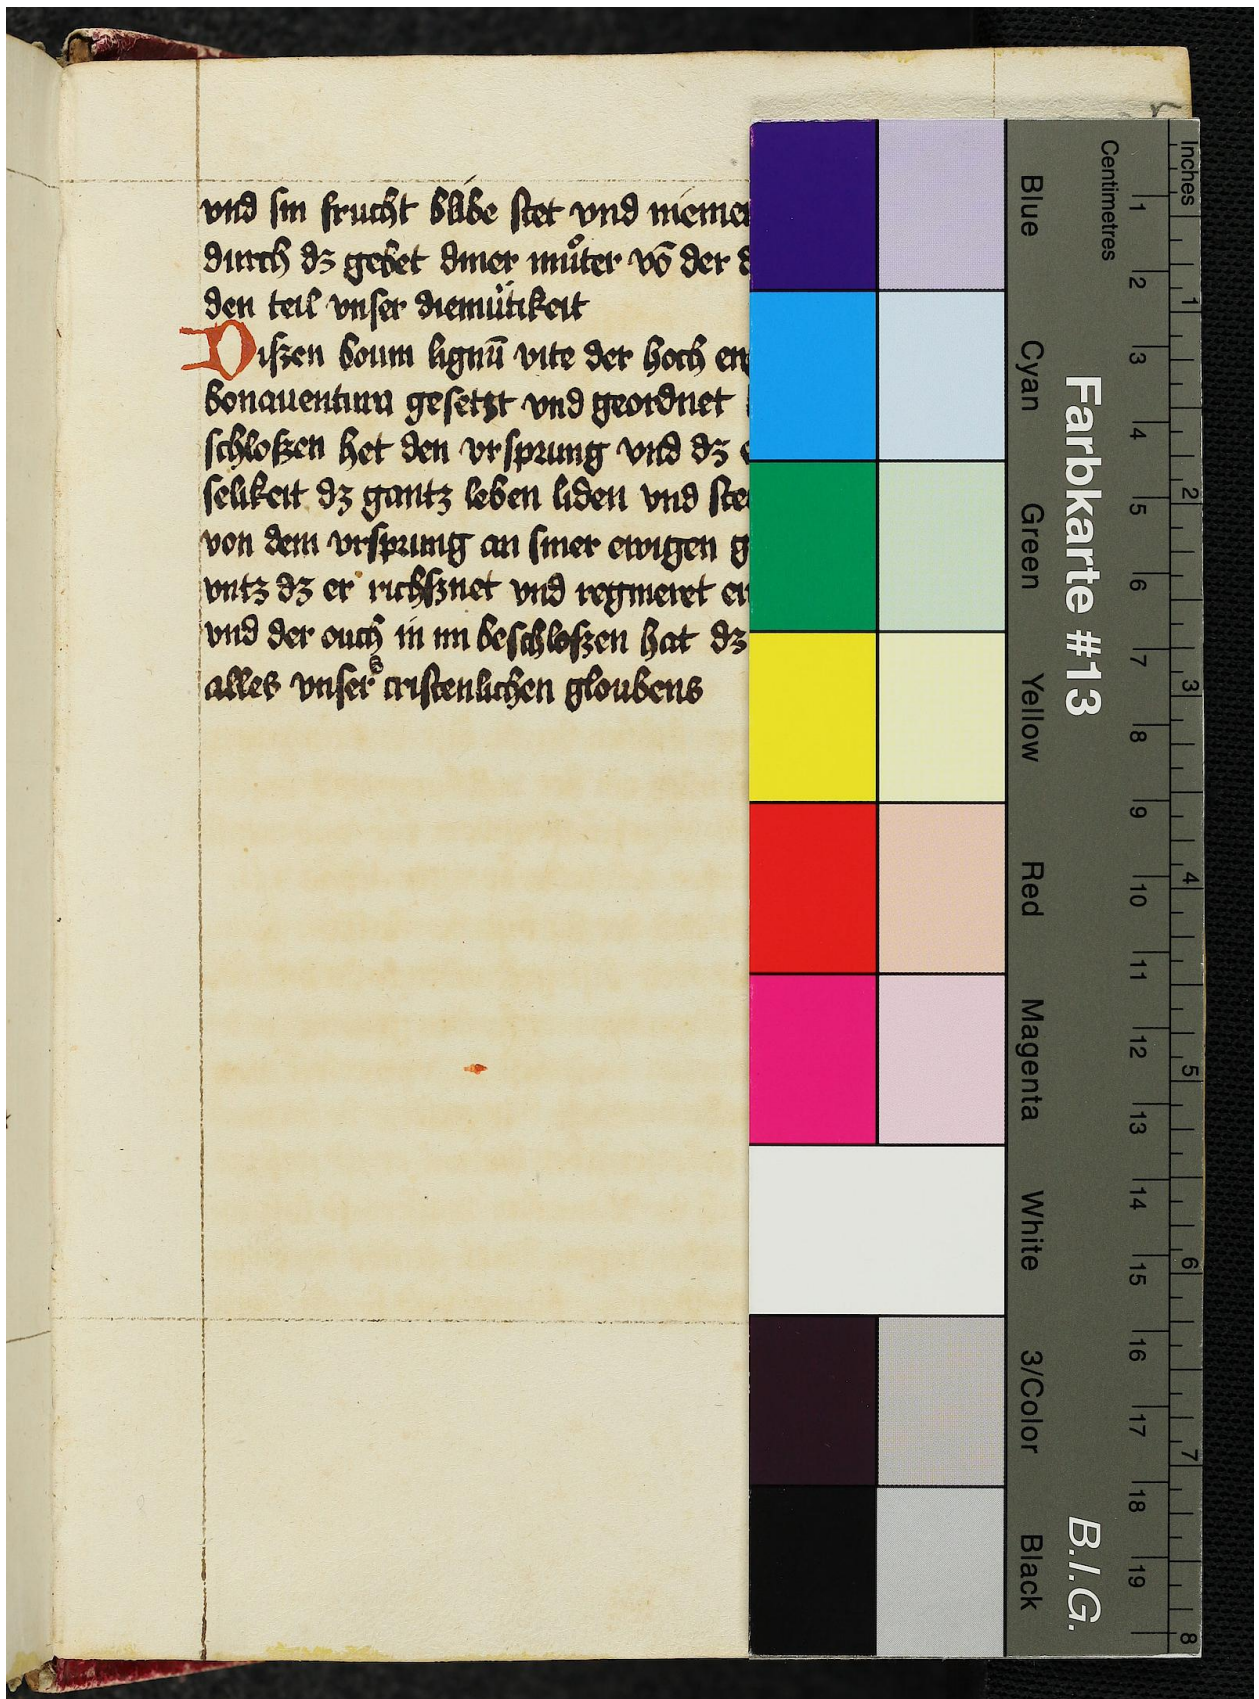 vnd sin frucht blibe stet vnd niemer
durch dz gebet diner muͦter vō der
den teil vnser diemütikeit
Diszen boum lignū vite der hoch
bonauentura gesetzt vnd geordnet
schloszen het den vrsprung vnd dz
selikeit dz gantz leben liden vnd
von dem vrsprung an siner ewigen
vntz dz er richsznet vnd regnieret
vnd der ouch in im beschloszen hat dz
alles vnsers cristenlichen gloubens
Blue
Cyan
Green
Yellow
Red
Magenta
White
3/Color
Black
Farbkarte #13
B.I.G.
Centimetres
1 2 3 4 5 6 7 8 9 10 11 12 13 14 15 16 17 18 19
Inches
1 2 3 4 5 6 7 8